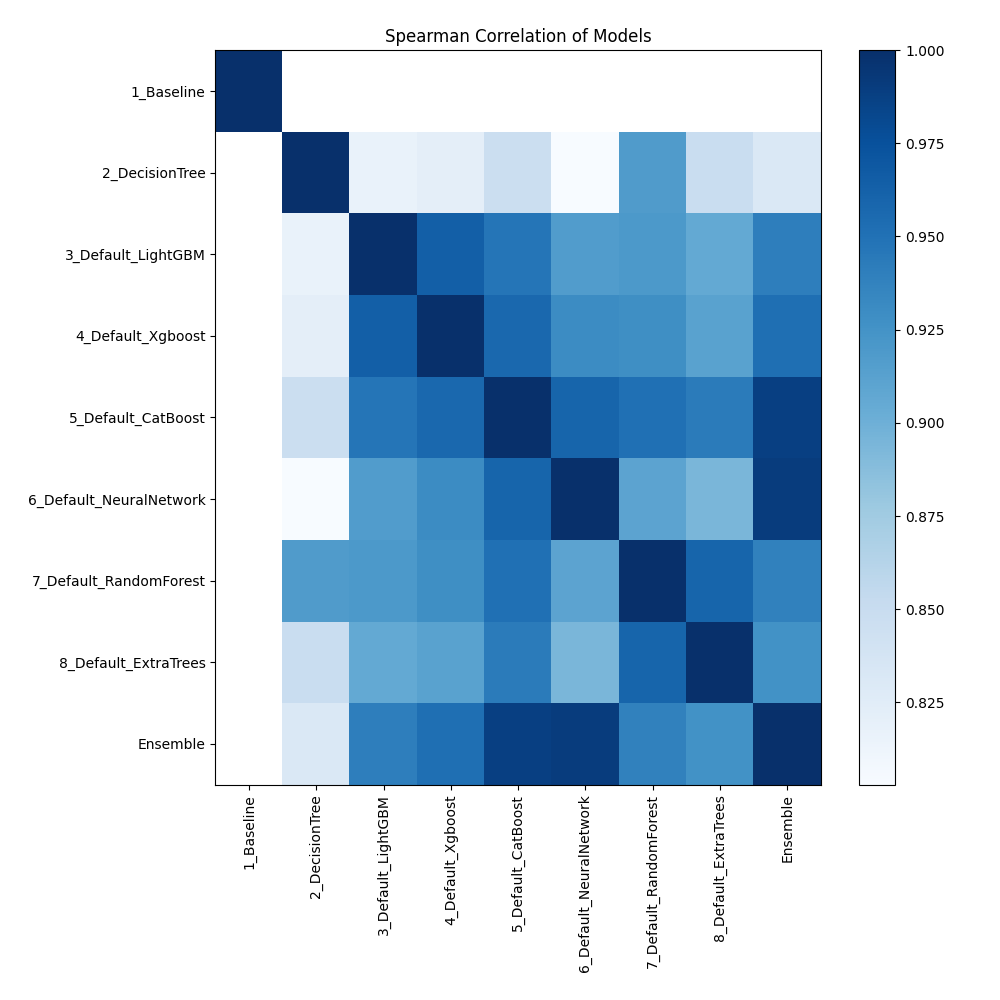 Spearman Correlation of Models
1_Baseline
2_DecisionTree
3_Default_LightGBM
4_Default_Xgboost
5_Default_CatBoost
6_Default_NeuralNetwork
7_Default_RandomForest
8_Default_ExtraTrees
Ensemble
1_Baseline
2_DecisionTree
3_Default_LightGBM
4_Default_Xgboost
5_Default_CatBoost
6_Default_NeuralNetwork
7_Default_RandomForest
8_Default_ExtraTrees
Ensemble
1.000
0.975
0.950
0.925
0.900
0.875
0.850
0.825